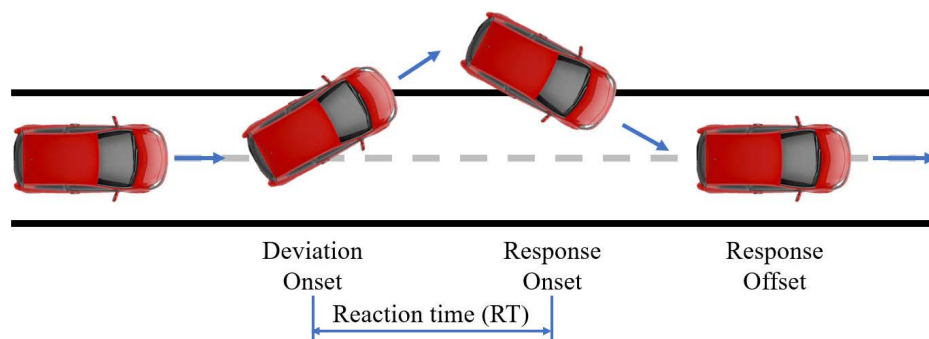 Deviation
Onset
Response
Onset
Response
Offset
Reaction time (RT)